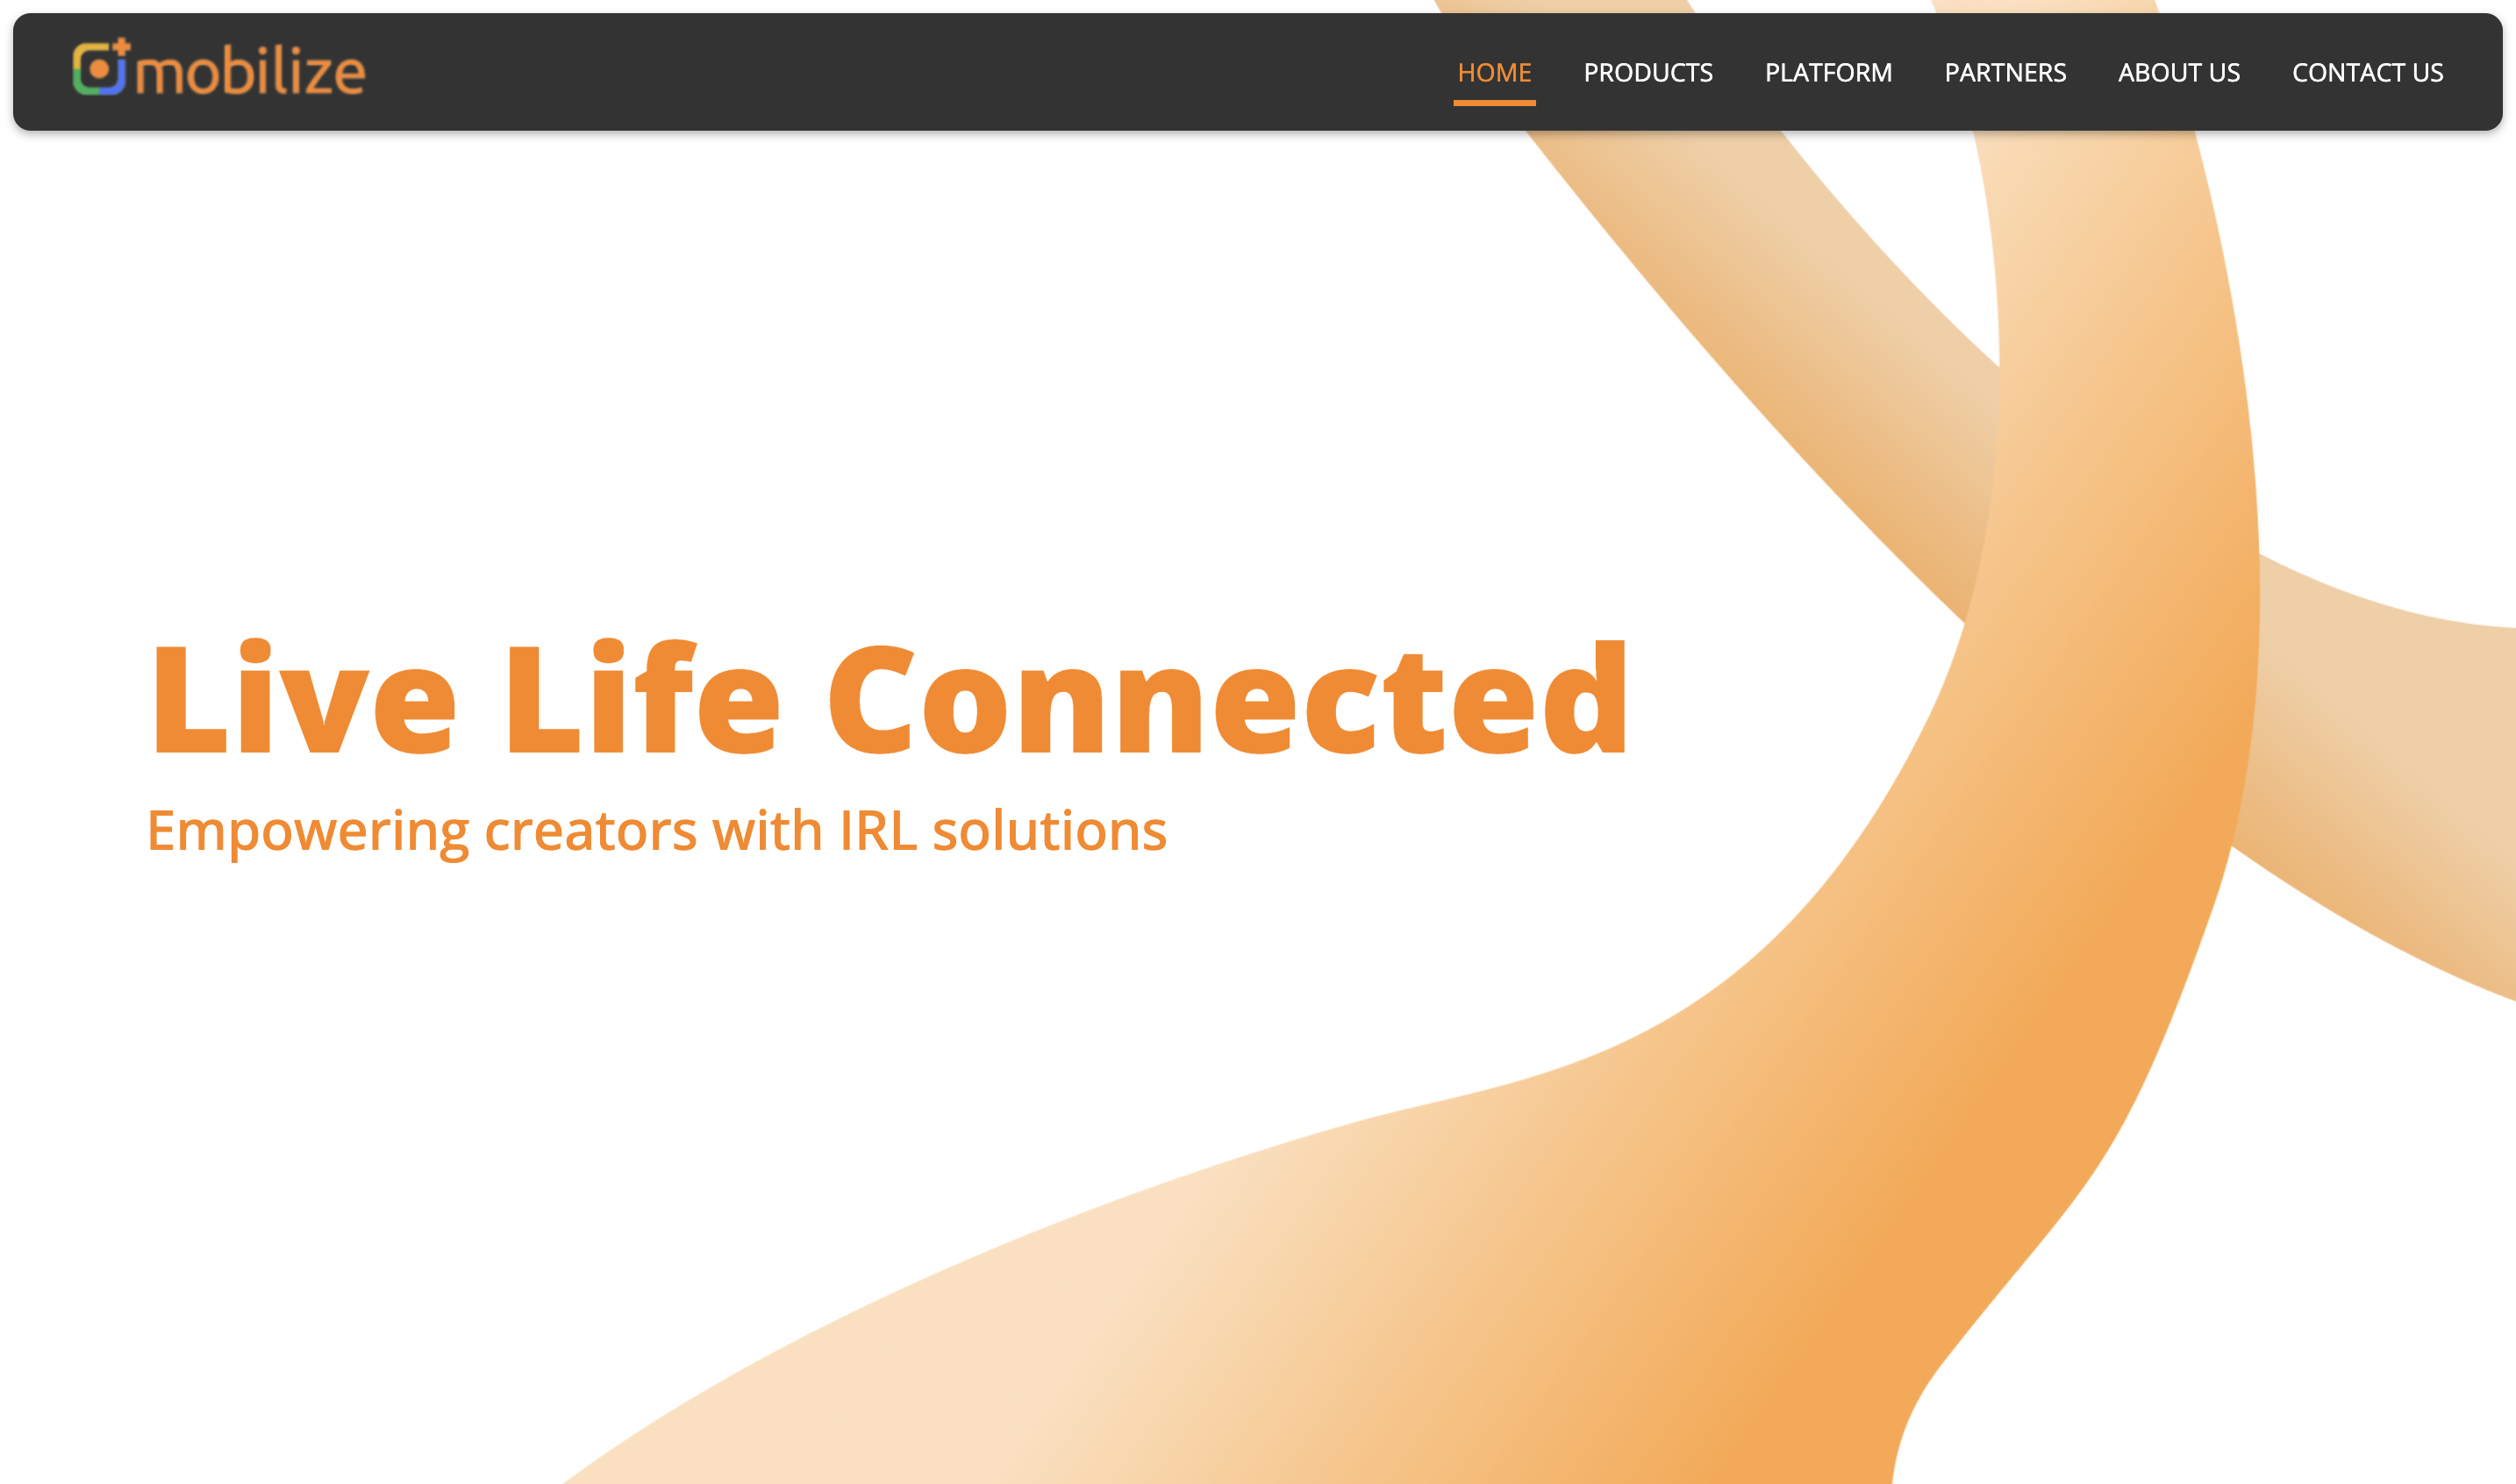 mobilize
HOME PRODUCTS PLATFORM PARTNERS ABOUT US CONTACT US
Live Life Connected
Empowering creators with IRL solutions